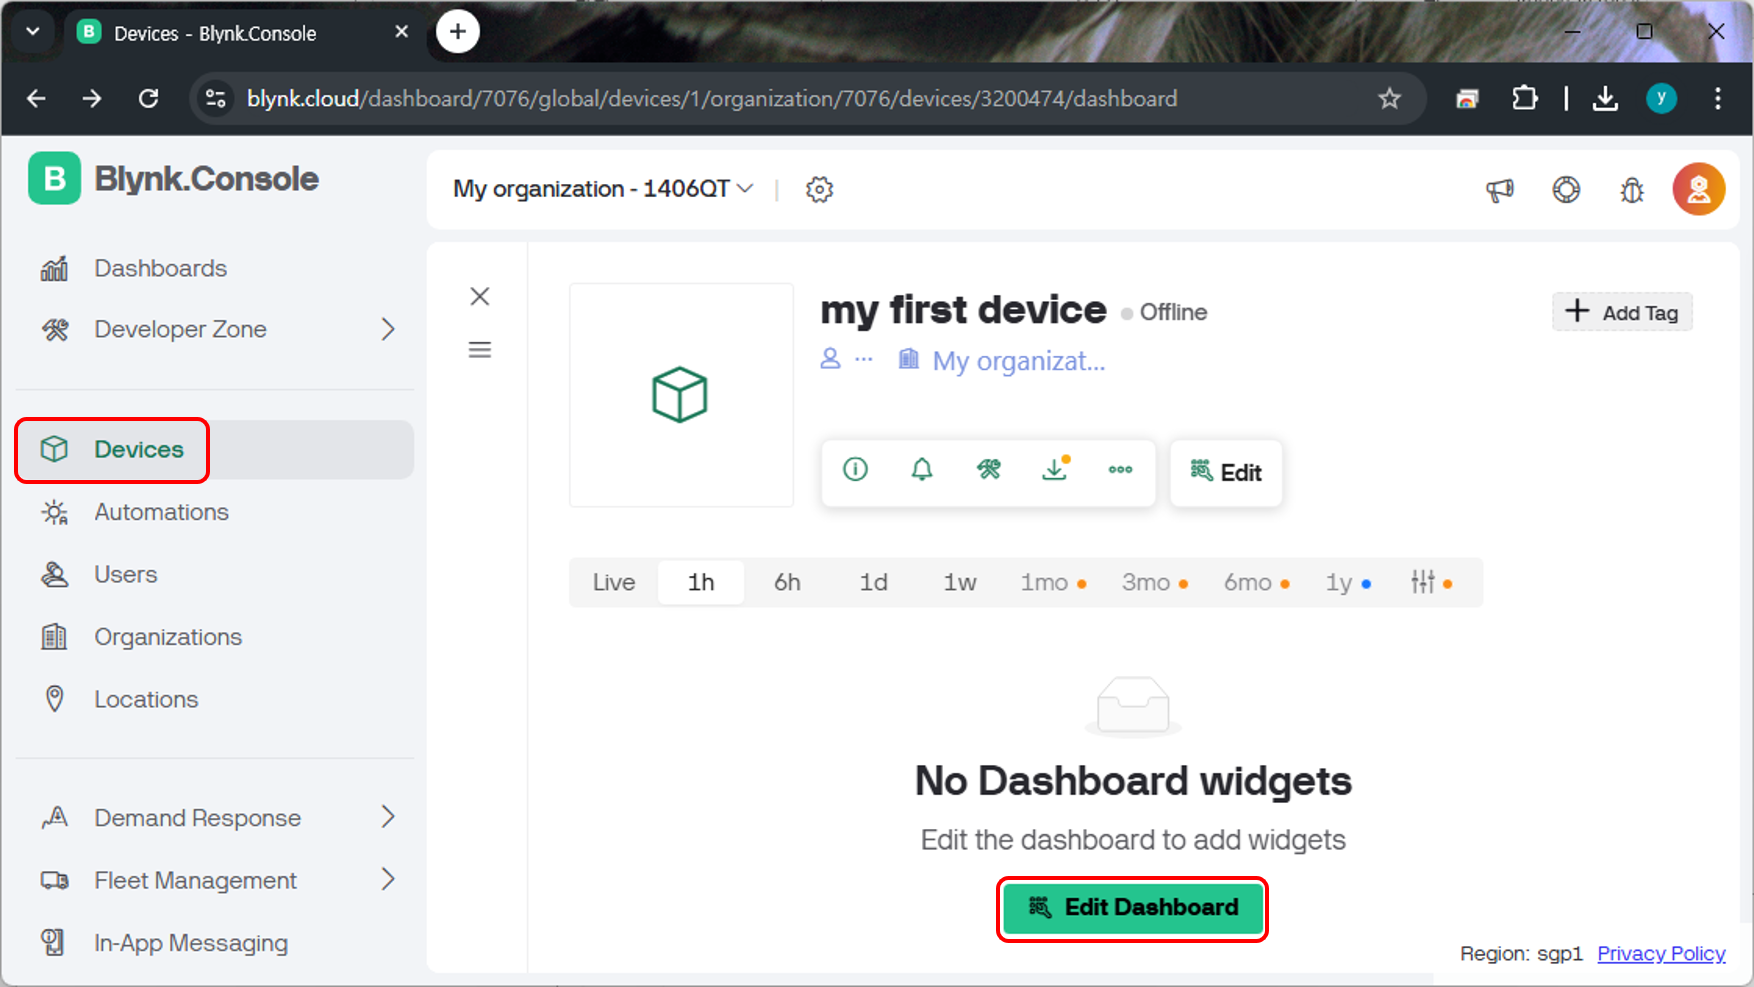 Devices - Blynk.Console
blynk.cloud/dashboard/7076/global/devices/1/organization/7076/devices/3200474/dashboard
y
B
Blynk.Console
My organization - 1406QT
Dashboards
Developer Zone
Devices
Automations
Users
Organizations
Locations
Demand Response
Fleet Management
In-App Messaging
my first device
Offline
... My organizat...
Add Tag
Edit
Live 1h 6h 1d 1w 1mo 3mo 6mo 1y
No Dashboard widgets
Edit the dashboard to add widgets
Edit Dashboard
Region: sgp1 Privacy Policy